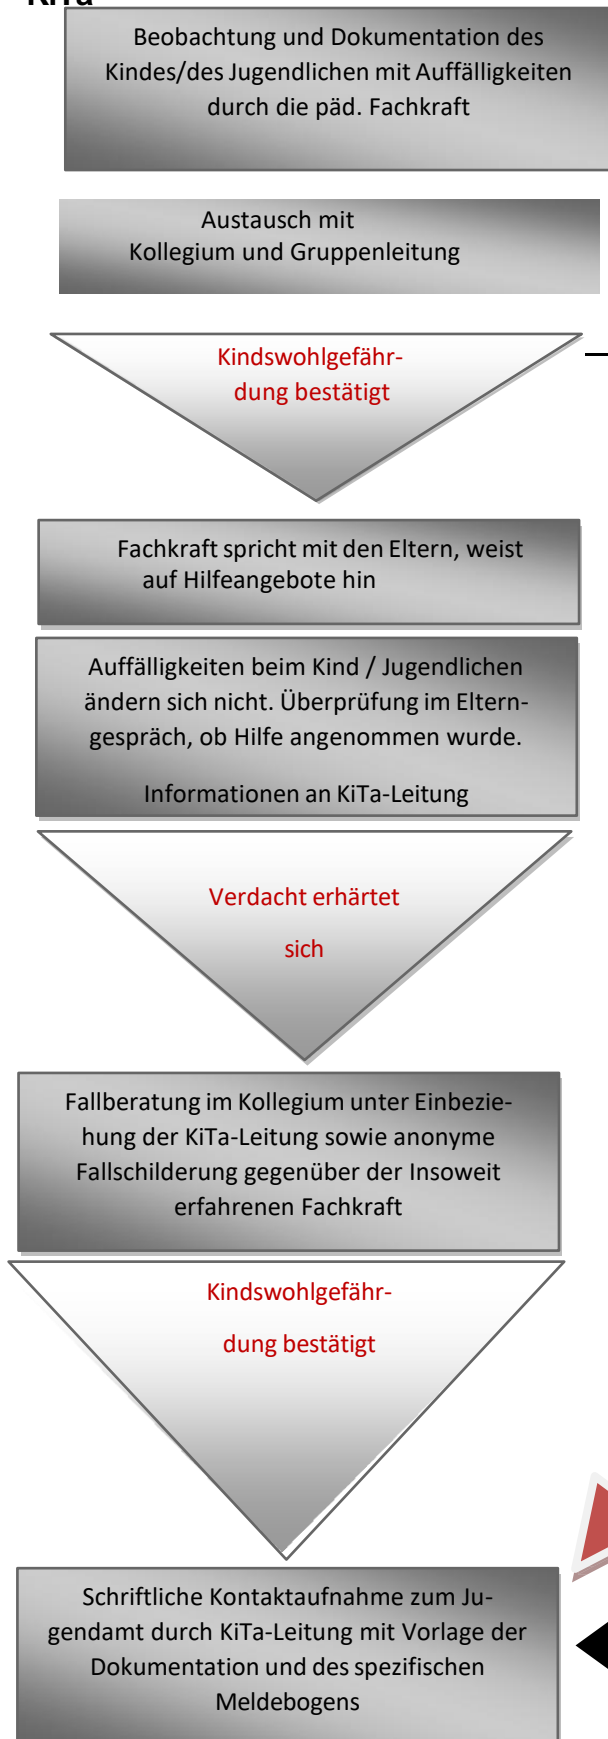 KiTa
Beobachtung und Dokumentation des
Kindes/des Jugendlichen mit Auffälligkeiten
durch die päd. Fachkraft
Austausch mit
Kollegium und Gruppenleitung
Kindswohlgefähr-
dung bestätigt
Fachkraft spricht mit den Eltern, weist
auf Hilfeangebote hin
Auffälligkeiten beim Kind / Jugendlichen
ändern sich nicht. Überprüfung im Eltern-
gespräch, ob Hilfe angenommen wurde.
Informationen an KiTa-Leitung
Verdacht erhärtet
sich
Fallberatung im Kollegium unter Einbezie-
hung der KiTa-Leitung sowie anonyme
Fallschilderung gegenüber der Insoweit
erfahrenen Fachkraft
Kindswohlgefähr-
dung bestätigt
Schriftliche Kontaktaufnahme zum Ju-
gendamt durch KiTa-Leitung mit Vorlage der
Dokumentation und des spezifischen
Meldebogens